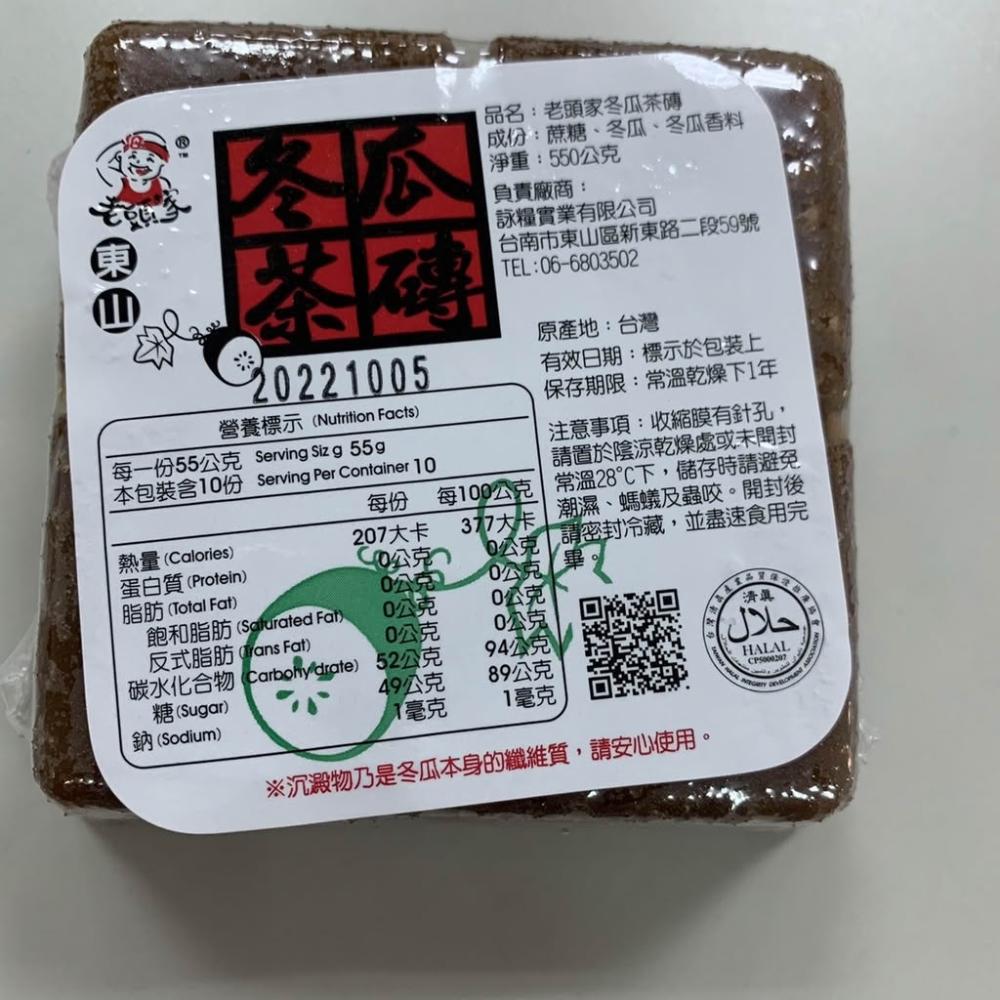 老頭家
®
東山
冬瓜
茶磚
20221005
品名：老頭家冬瓜茶磚
成份：蔗糖、冬瓜、冬瓜香料
淨重：550公克
負責廠商：
詠糧實業有限公司
台南市東山區新東路二段59號
TEL:06-6803502
原產地：台灣
有效日期：標示於包裝上
保存期限：常溫乾燥下1年
注意事項：收縮膜有針孔，
請置於陰涼乾燥處或未開封
常溫28°C下，儲存時請避免
潮濕、螞蟻及蟲咬。開封後
請密封冷藏，並盡速食用完
畢。
營養標示 (Nutrition Facts)
每一份55公克 Serving Siz g 55g
本包裝含10份 Serving Per Container 10
每份 每100公克
熱量 (Calories) 207大卡 377大卡
蛋白質 (Protein) 0公克 0公克
脂肪 (Total Fat) 0公克 0公克
飽和脂肪 (Saturated Fat) 0公克 0公克
反式脂肪 (Trans Fat) 0公克 0公克
碳水化合物 (Carbohydrate) 52公克 94公克
糖 (Sugar) 49公克 89公克
鈉 (Sodium) 1毫克 1毫克
清真
حلال
HALAL
CP5000207
TAIWAN HALAL INTEGRITY DEVELOPMENT ASSOCIATION
※沉澱物乃是冬瓜本身的纖維質，請安心使用。